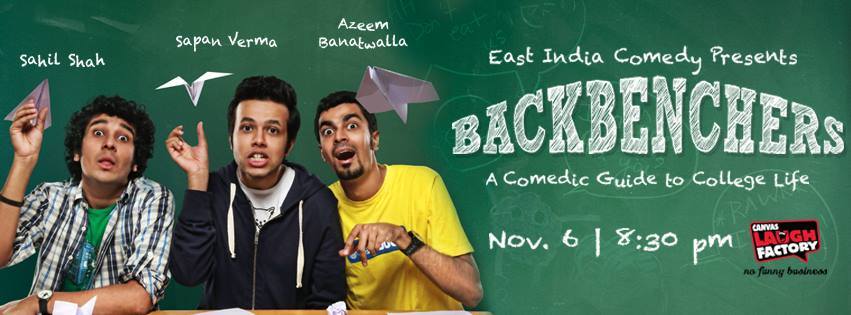 Sahil Shah
Sapan Verma
Azeem
Banatwalla
East India Comedy Presents
BACKBENCHERS
A Comedic Guide to College Life
Nov. 6 | 8:30 pm
CANVAS
LAUGH
FACTORY
no funny business